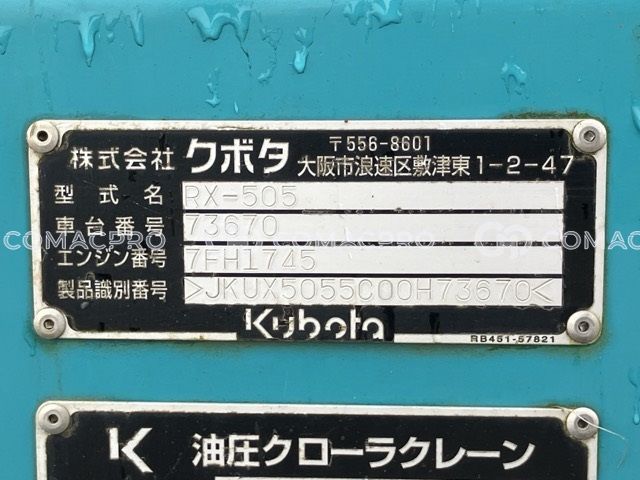 株式会社 クボタ 〒556-8601
大阪市浪速区敷津東1-2-47
型式名 RX-505
車台番号 73670
COMACPRO COMACPRO
エンジン番号 7FH1745
製品識別番号 >JKUX5055C00H73670<
Kubota
RB451-57821
K 油圧クローラクレーン